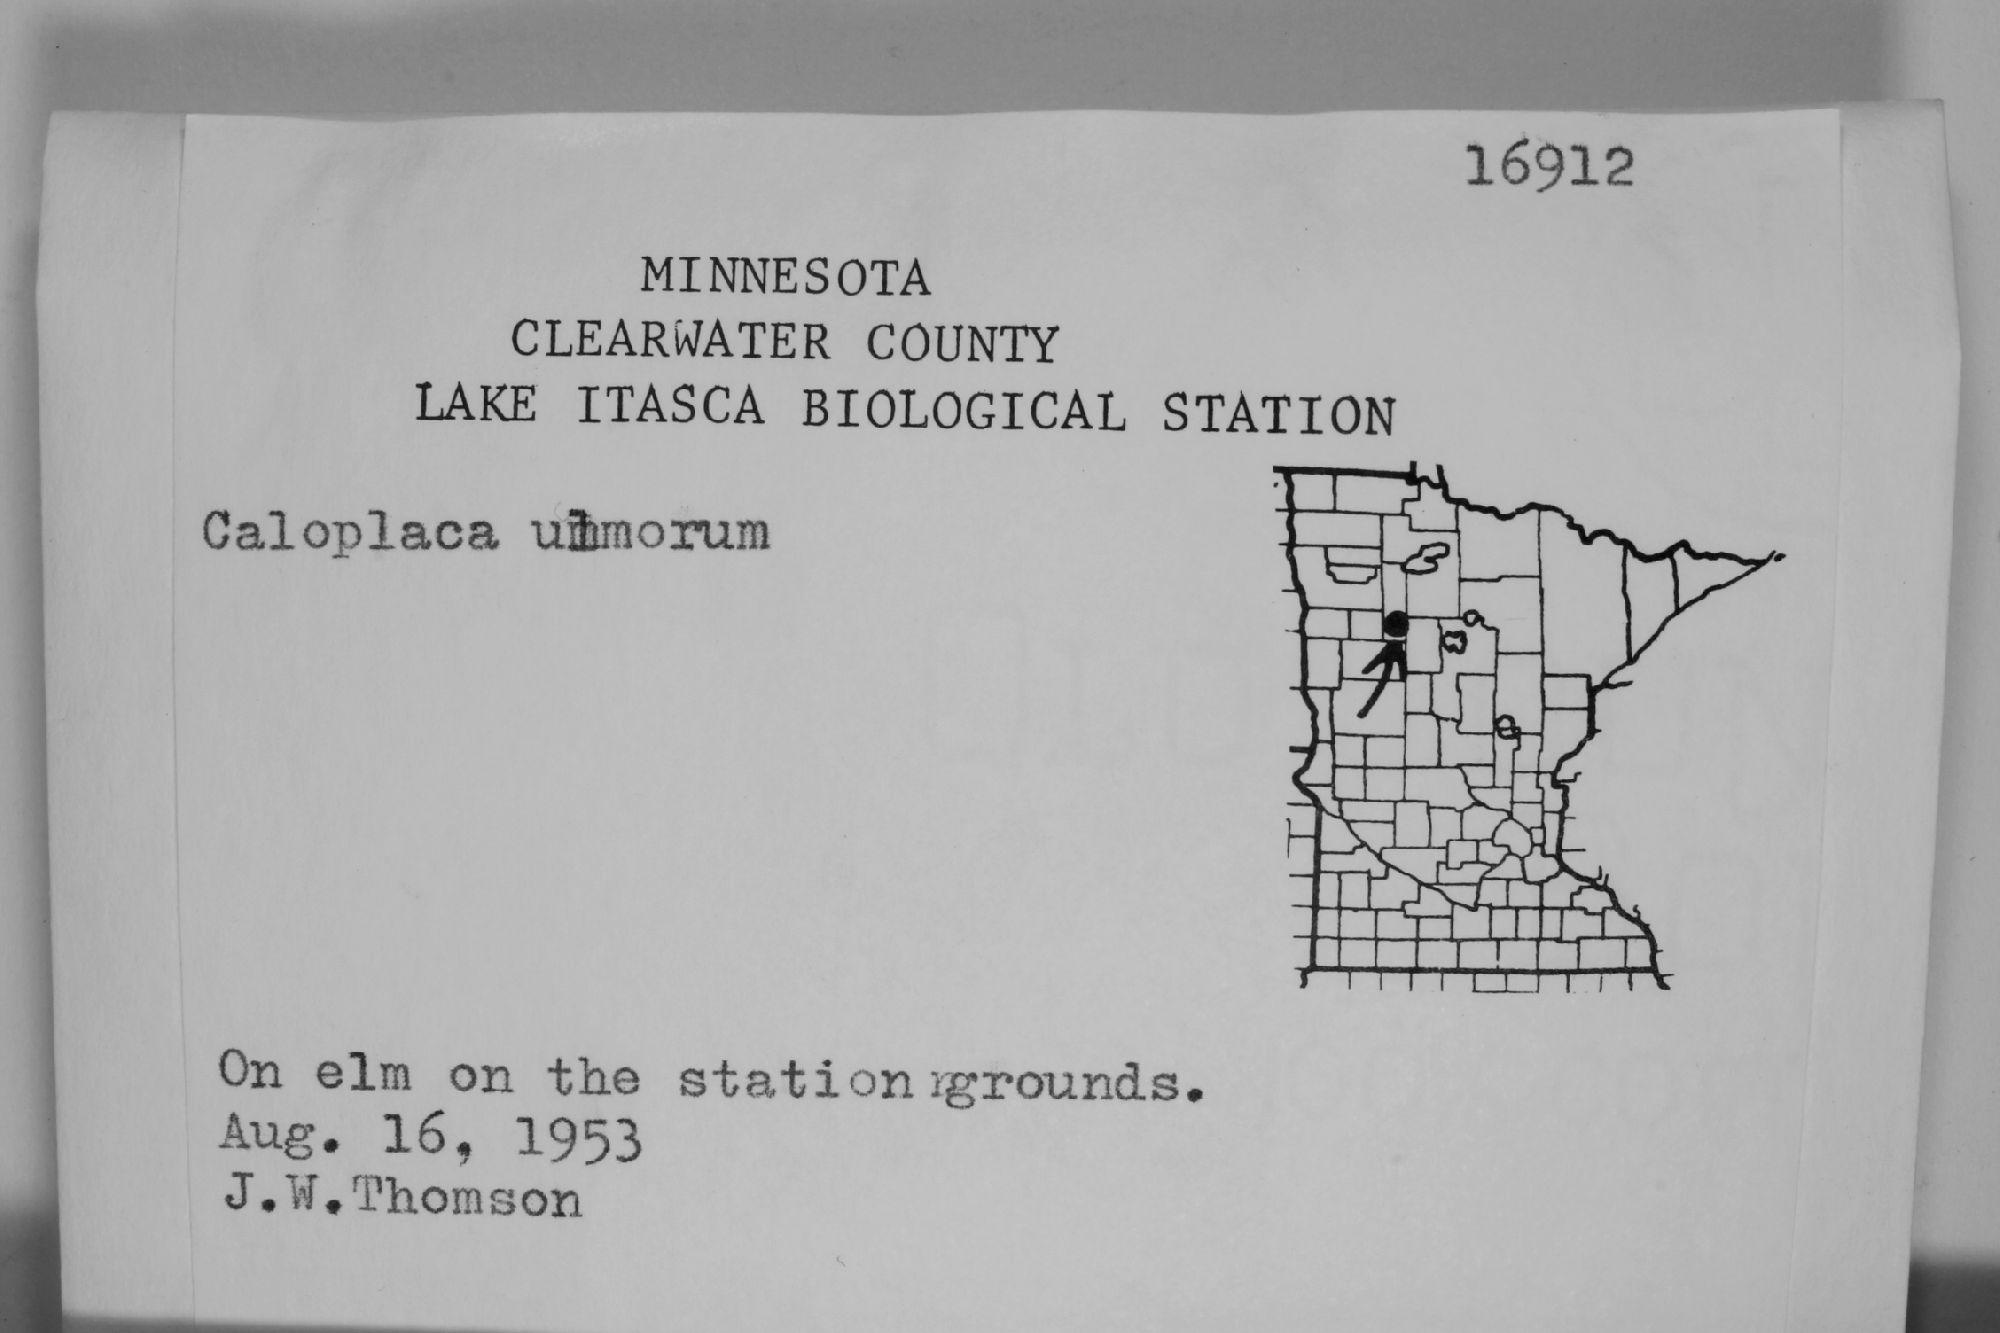 16912
MINNESOTA
CLEARWATER COUNTY
LAKE ITASCA BIOLOGICAL STATION
Caloplaca ulmorum
On elm on the station grounds.
Aug. 16, 1953
J.W.Thomson